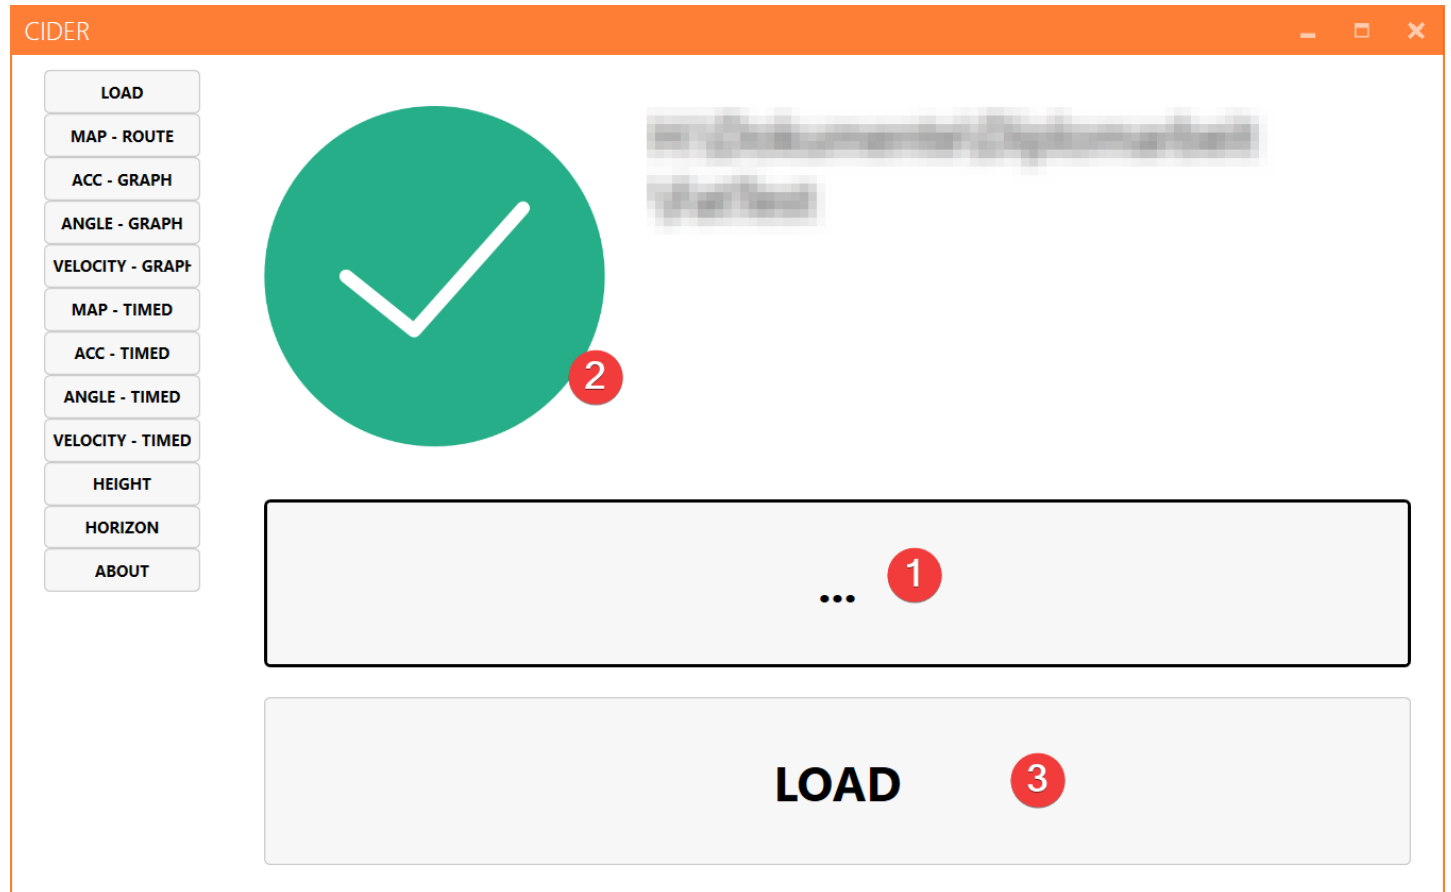 CIDER
LOAD
MAP - ROUTE
ACC - GRAPH
ANGLE - GRAPH
VELOCITY - GRAPH
MAP - TIMED
ACC - TIMED
ANGLE - TIMED
VELOCITY - TIMED
HEIGHT
HORIZON
ABOUT
2
... 1
LOAD 3